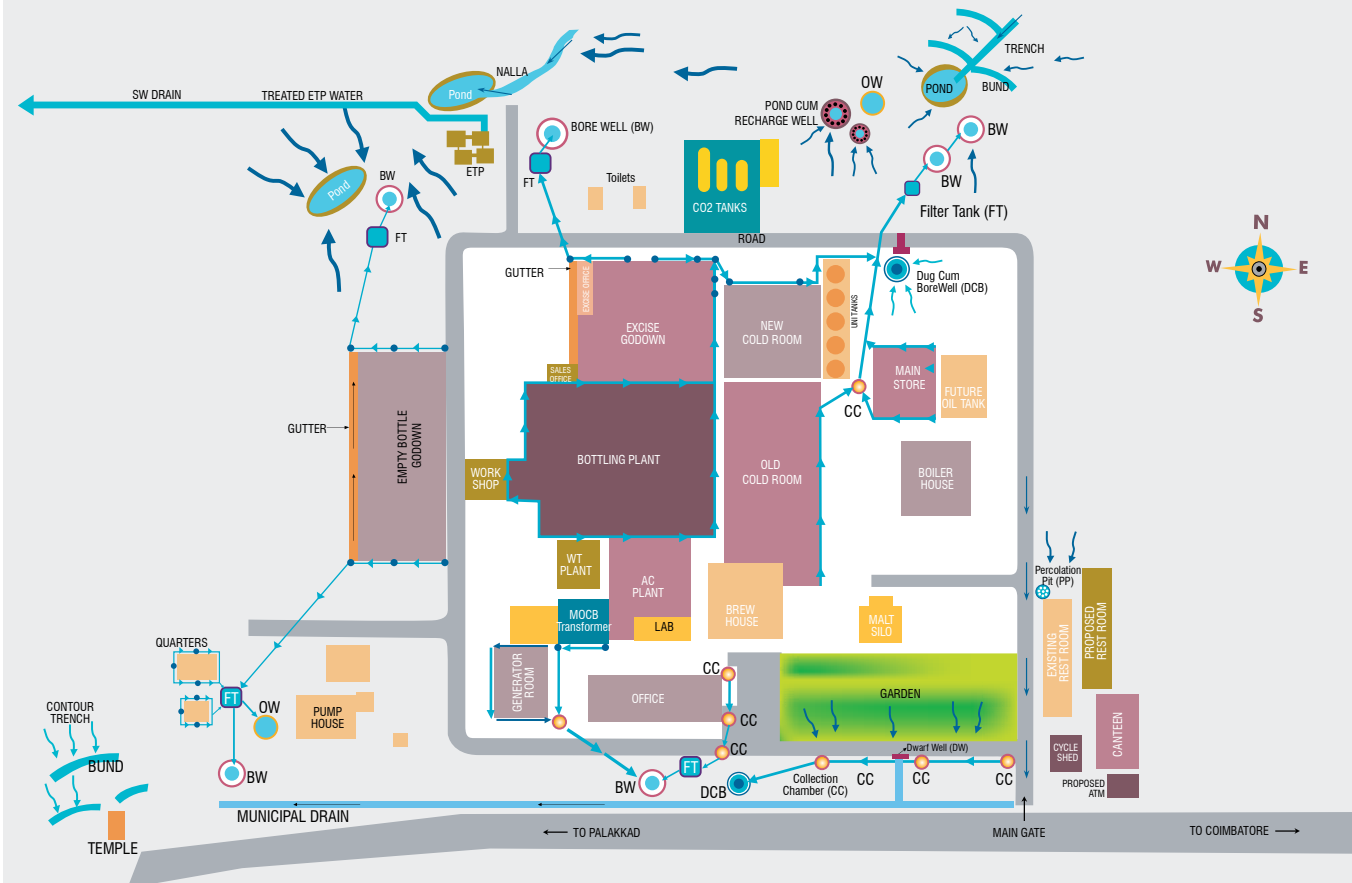 TRENCH
NALLA
OW
POND
BUND
Pond
SW DRAIN
TREATED ETP WATER
POND CUM
RECHARGE WELL
BORE WELL (BW)
BW
ETP
FT
BW
Toilets
BW
Pond
CO2 TANKS
Filter Tank (FT)
N
FT
ROAD
W
E
GUTTER
EXCISE OFFICE
Dug Cum
BoreWell (DCB)
S
UNI TANKS
EXCISE
GODOWN
NEW
COLD ROOM
SALES
OFFICE
MAIN
STORE
FUTURE
OIL TANK
CC
GUTTER
EMPTY BOTTLE
GODOWN
BOTTLING PLANT
WORK
SHOP
OLD
COLD ROOM
BOILER
HOUSE
WT
PLANT
AC
PLANT
Percolation
Pit (PP)
MOCB
Transformer
LAB
BREW
HOUSE
MALT
SILO
EXISTING
REST ROOM
PROPOSED
REST ROOM
QUARTERS
GENERATOR
ROOM
OFFICE
CC
GARDEN
FT
OW
PUMP
HOUSE
CC
CONTOUR
TRENCH
CANTEEN
CYCLE
SHED
CC
Dwarf Well (DW)
BUND
BW
FT
BW
DCB
Collection
Chamber (CC)
CC
CC
CC
PROPOSED
ATM
MUNICIPAL DRAIN
TO PALAKKAD
MAIN GATE
TO COIMBATORE
TEMPLE